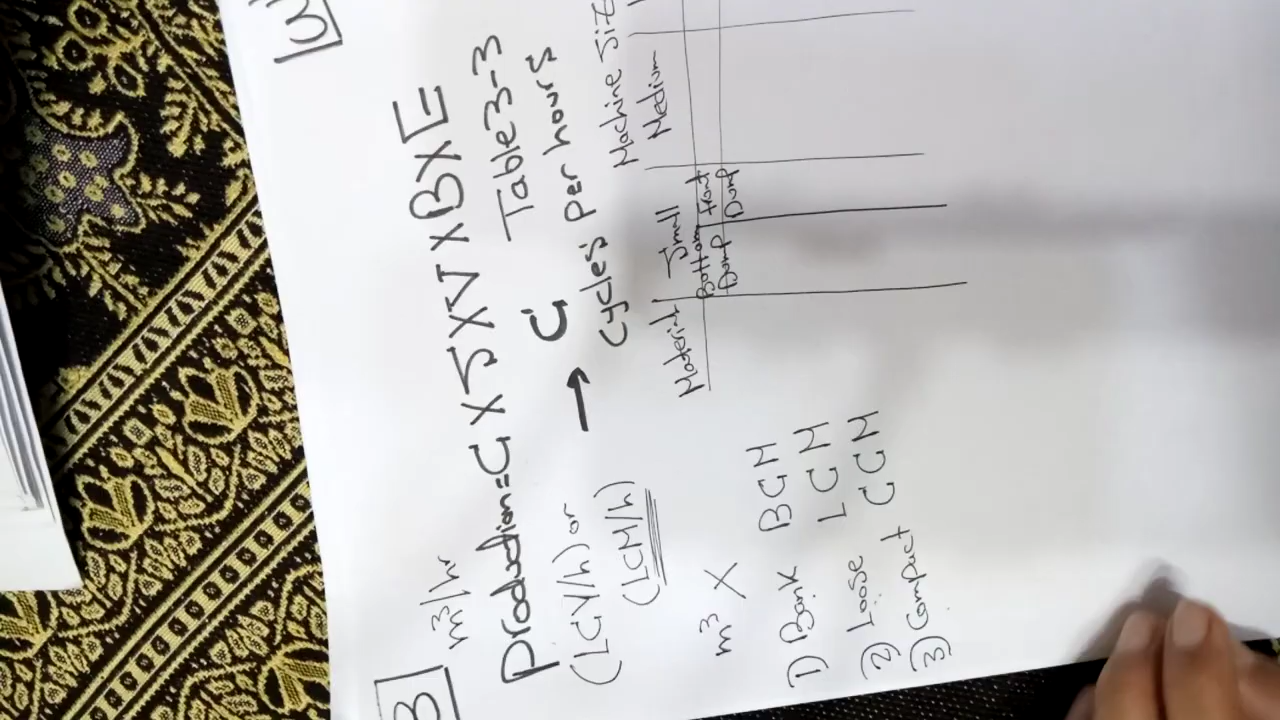 B
m³/hr
Production = C X S X V X B X E
(LCY/h) or
(LCM/h)
→ C Table 3-3
Cycles per hours
m³ X
1) Bank BCM
2) Loose LCM
3) Compact CCM
Machine Siz
Material Small Medium
Bottom Dump Front Dump